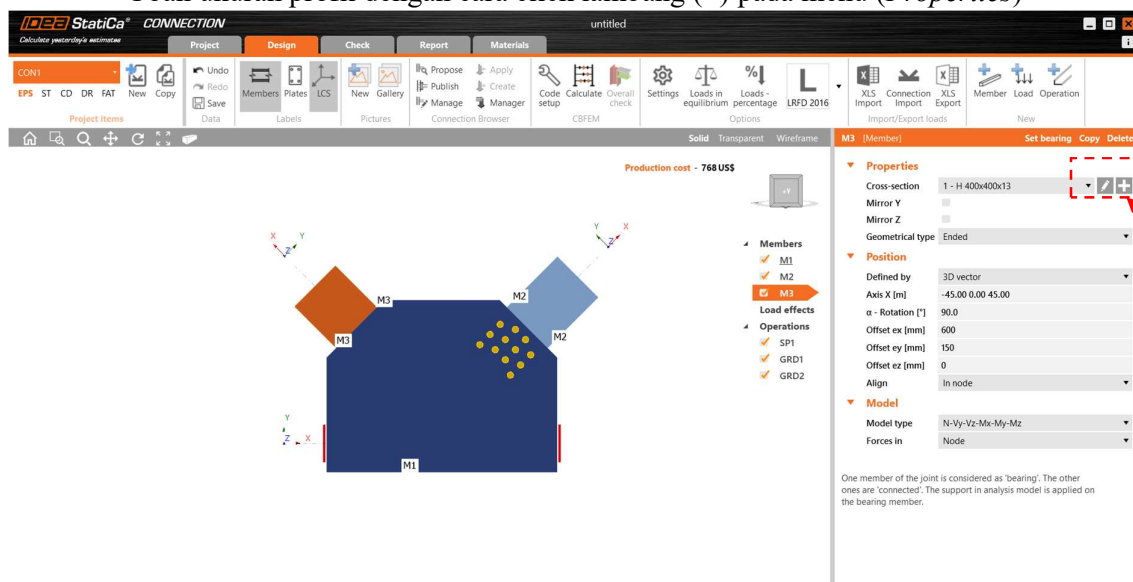 Profil dengan cara pada menu (Properties)
IDEA StatiCa® CONNECTION
untitled
Calculate yesterday's estimates
Project Design Check Report Materials
CON1
EPS ST CD DR FAT
New Copy
Undo
Redo
Save
Members Plates LCS
New Gallery
Propose
Publish
Manage
Apply
Create
Manager
Code setup
Calculate
Overall check
Settings
Loads in equilibrium
Loads - percentage
LRFD 2016
XLS Import
Connection Import
XLS Export
Member Load Operation
Project items Data Labels Pictures Connection Browser CBFEM Options Import/Export loads New
Solid Transparent Wireframe
M3 [Member] Set bearing Copy Delete
Production cost - 768 US$
+Y
Members
M1
M2
M3
Load effects
Operations
SP1
GRD1
GRD2
X Y Z
Y X Z
M3
M2
M3
M2
Y
Z X
M1
Properties
Cross-section 1 - H 400x400x13
Mirror Y
Mirror Z
Geometrical type Ended
Position
Defined by 3D vector
Axis X [m] -45.00 0.00 45.00
α - Rotation [°] 90.0
Offset ex [mm] 600
Offset ey [mm] 150
Offset ez [mm] 0
Align In node
Model
Model type N-Vy-Vz-Mx-My-Mz
Forces in Node
One member of the joint is considered as 'bearing'. The other
ones are 'connected'. The support in analysis model is applied on
the bearing member.